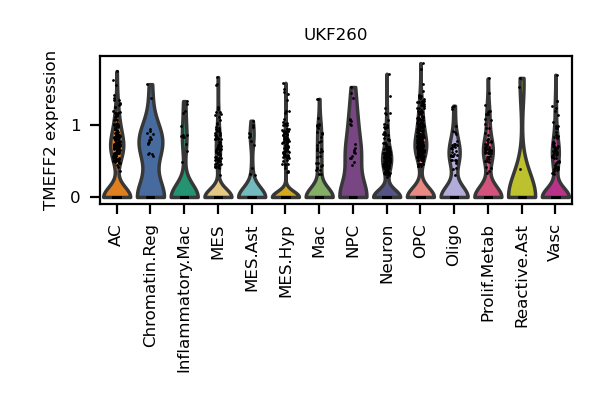 UKF260
TMEFF2 expression
1
0
AC
Chromatin.Reg
Inflammatory.Mac
MES
MES.Ast
MES.Hyp
Mac
NPC
Neuron
OPC
Oligo
Prolif.Metab
Reactive.Ast
Vasc